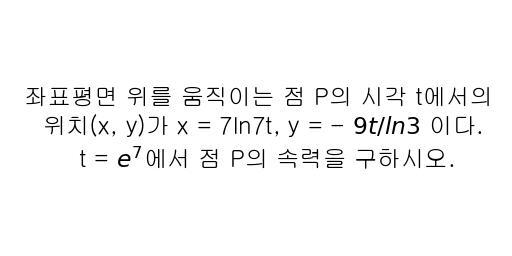 좌표평면 위를 움직이는 점 P의 시각 t에서의
위치(x, y)가 x = 7ln7t, y = − 9t/ln3 이다.
t = e⁷에서 점 P의 속력을 구하시오.